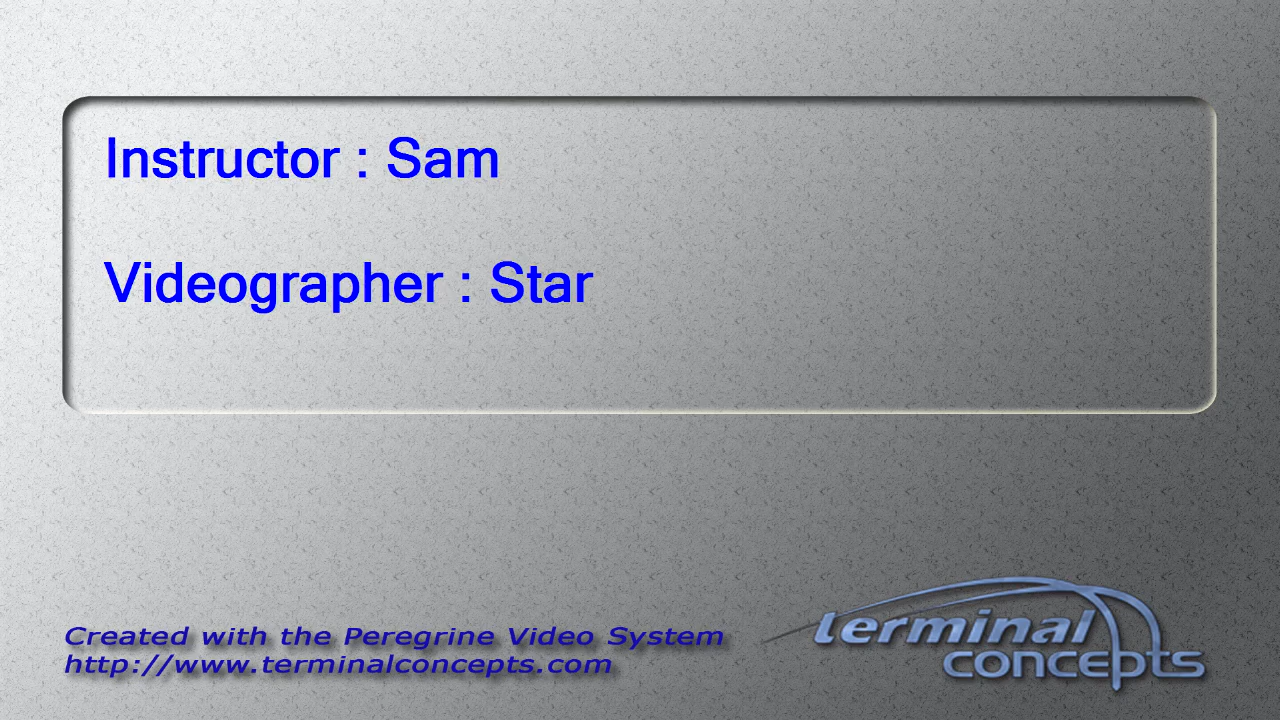 Instructor : Sam
Videographer : Star
Created with the Peregrine Video System
http://www.terminalconcepts.com
terminal
concepts